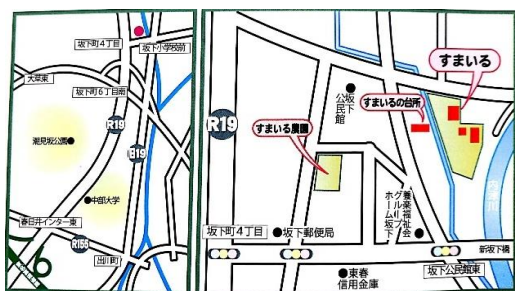 坂下町4丁目
坂下小学校前
大草東
坂下町6丁目南
R19
潮見坂公園
R19
中部大学
春日井インター東
R155
出川町
R19
すまいる
坂下
公民館
すまいるの台所
すまいる農園
養楽福祉会
グループ
ホーム坂下
坂下町4丁目
坂下郵便局
新坂下橋
坂下公民館東
東春
信用金庫